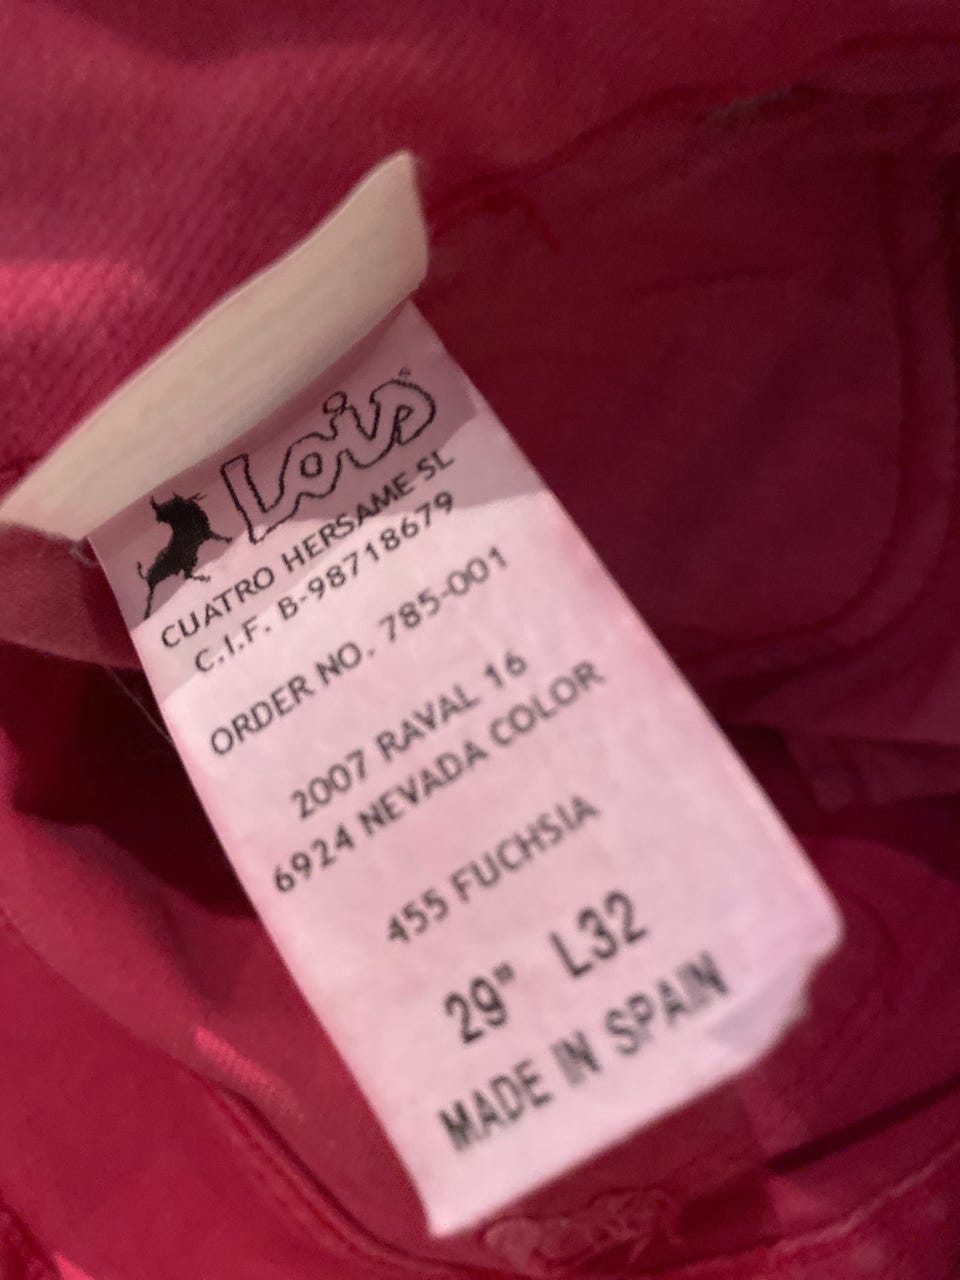 Lois®
CUATRO HERSAME SL
C.I.F. B-98718679
ORDER NO. 785-001
2007 RAVAL 16
6924 NEVADA COLOR
455 FUCHSIA
29" L32
MADE IN SPAIN